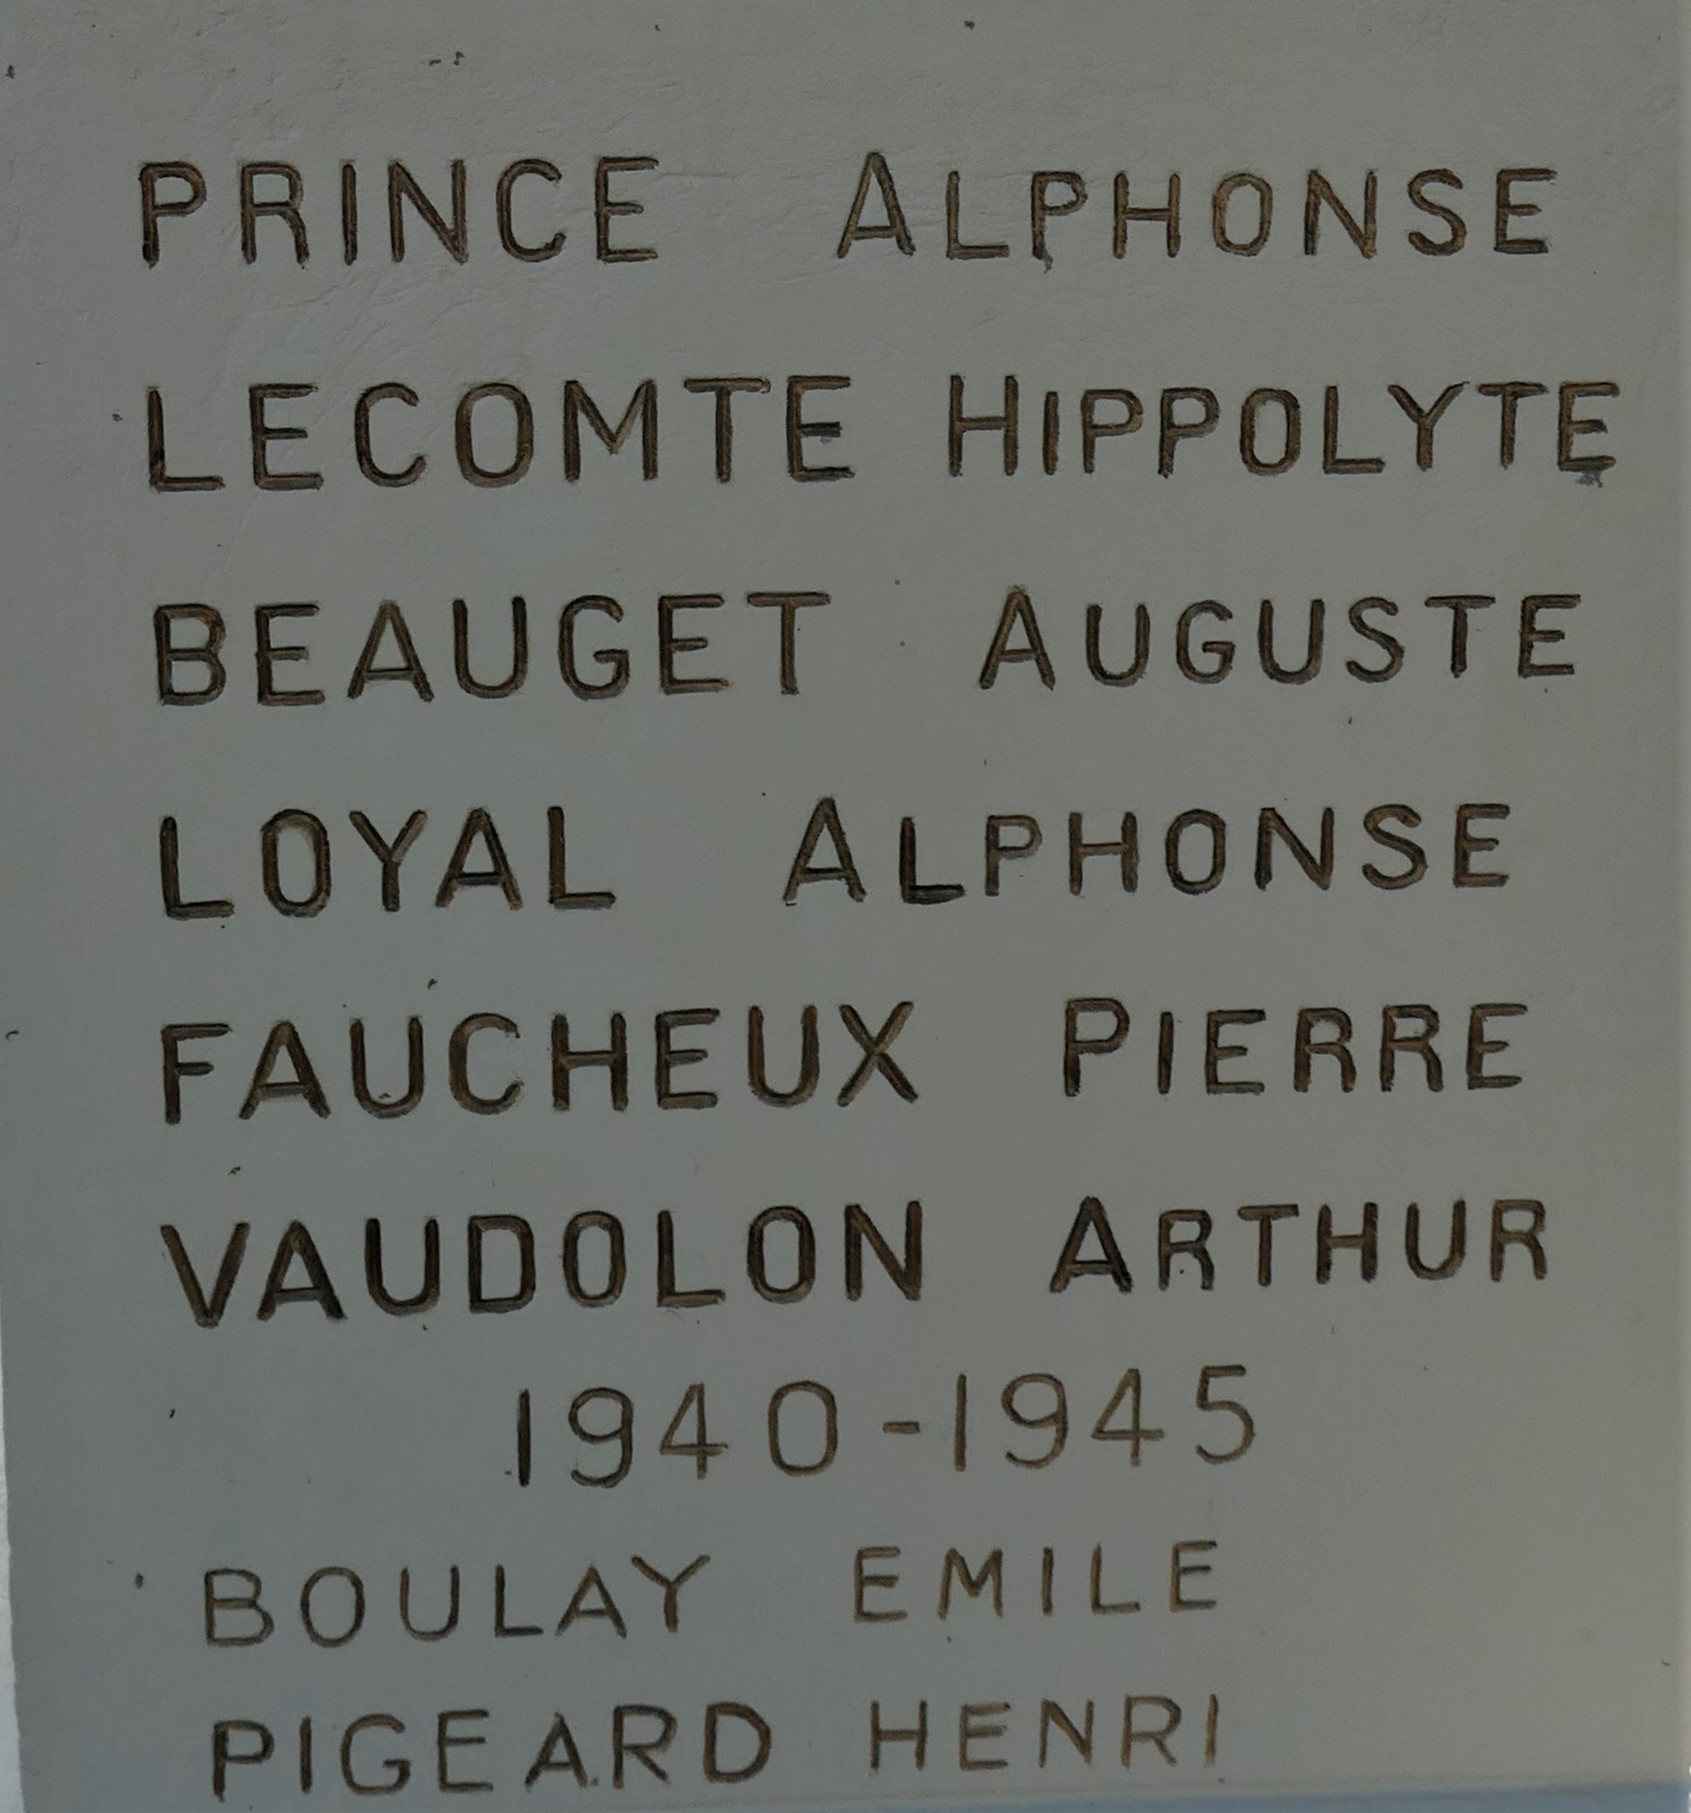 PRINCE ALPHONSE
LECOMTE HIPPOLYTE
BEAUGET AUGUSTE
LOYAL ALPHONSE
FAUCHEUX PIERRE
VAUDOLON ARTHUR
1940-1945
BOULAY EMILE
PIGEARD HENRI